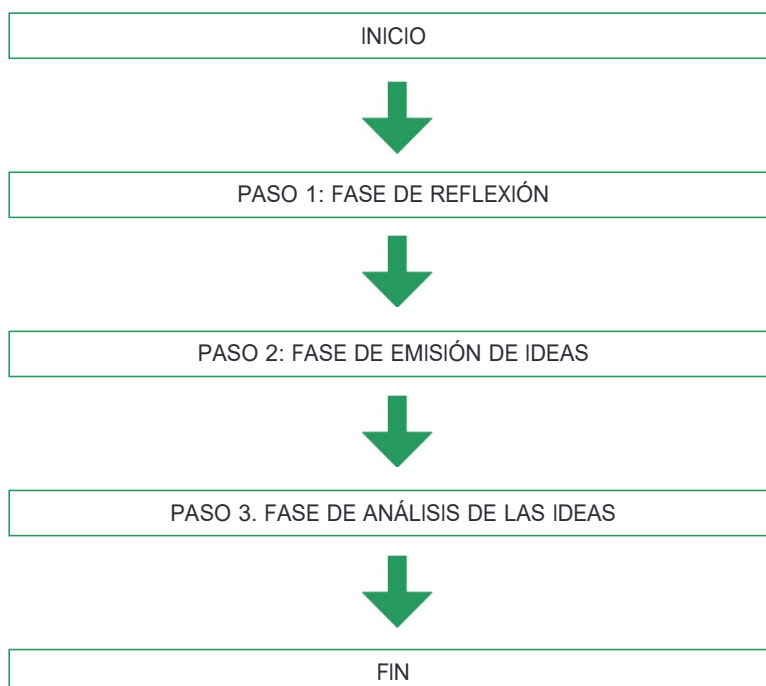 INICIO
PASO 1: FASE DE REFLEXIÓN
PASO 2: FASE DE EMISIÓN DE IDEAS
PASO 3. FASE DE ANÁLISIS DE LAS IDEAS
FIN